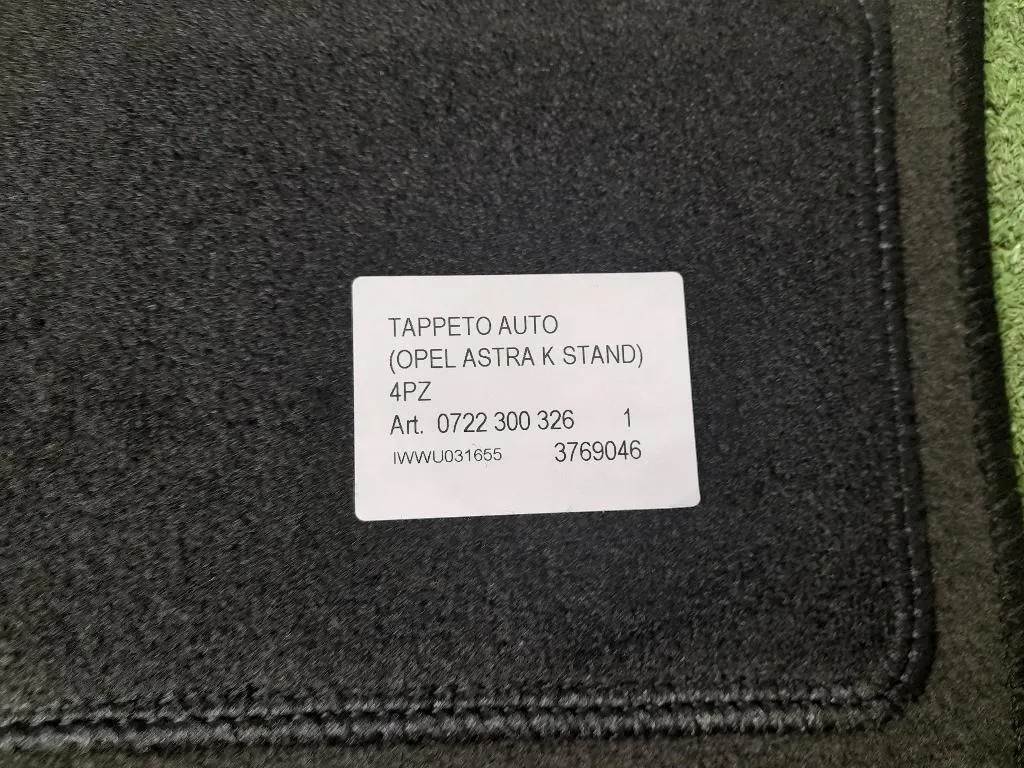 TAPPETO AUTO
(OPEL ASTRA K STAND)
4PZ
Art. 0722 300 326 1
IWWU031655 3769046